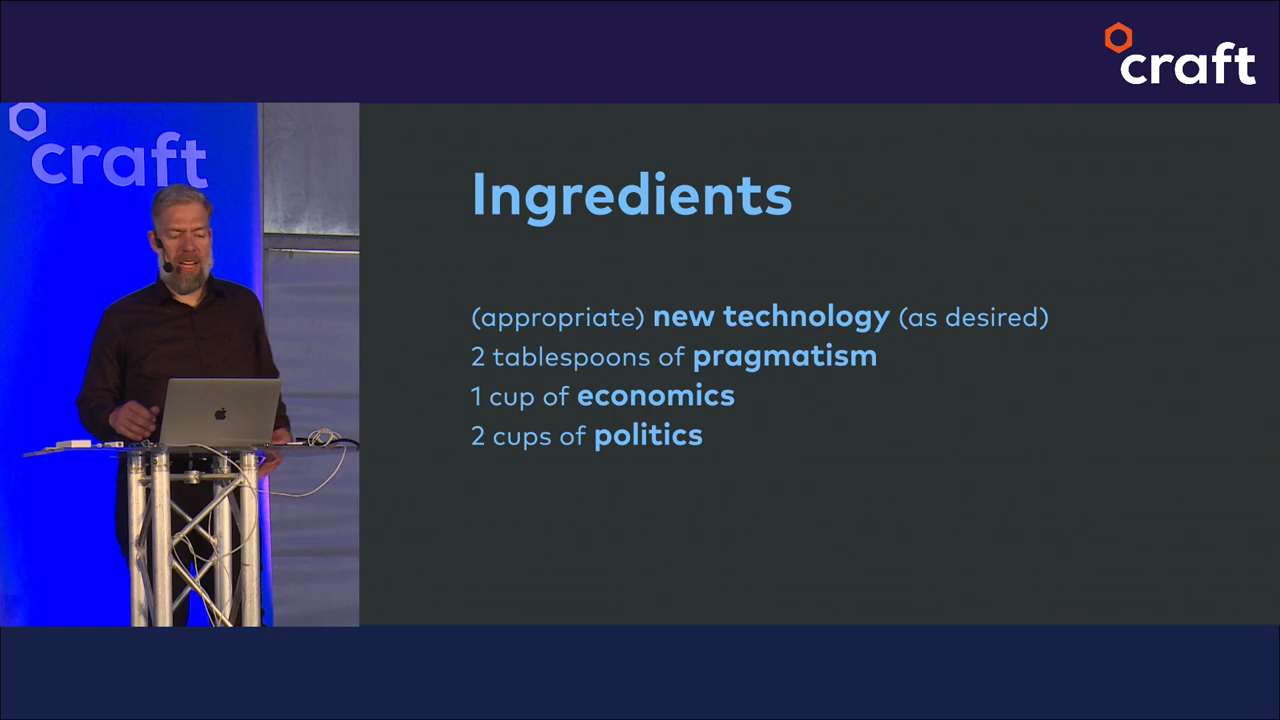 craft
craft
Ingredients
(appropriate) new technology (as desired)
2 tablespoons of pragmatism
1 cup of economics
2 cups of politics